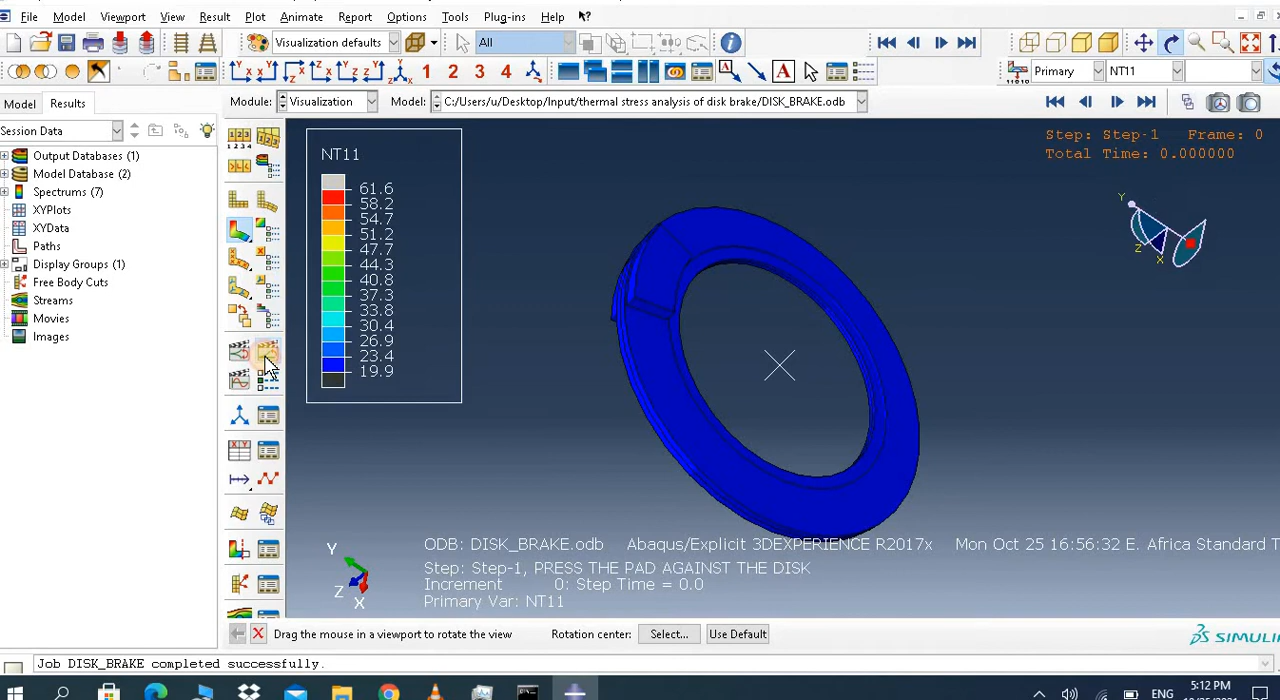 File Model Viewport View Result Plot Animate Report Options Tools Plug-ins Help
Visualization defaults All
1 2 3 4 Primary NT11
Model Results Module: Visualization Model: C:/Users/u/Desktop/Input/thermal stress analysis of disk brake/DISK_BRAKE.odb
Session Data
Output Databases (1)
Model Database (2)
Spectrums (7)
XYPlots
XYData
Paths
Display Groups (1)
Free Body Cuts
Streams
Movies
Images
Step: Step-1 Frame: 0
Total Time: 0.000000
NT11
61.6
58.2
54.7
51.2
47.7
44.3
40.8
37.3
33.8
30.4
26.9
23.4
19.9
Y
Z
X
Y
Z
X
ODB: DISK_BRAKE.odb Abaqus/Explicit 3DEXPERIENCE R2017x Mon Oct 25 16:56:32 E. Africa Standard T
Step: Step-1, PRESS THE PAD AGAINST THE DISK
Increment 0: Step Time = 0.0
Primary Var: NT11
Drag the mouse in a viewport to rotate the view Rotation center: Select... Use Default
SIMULI
Job DISK_BRAKE completed successfully.
ENG
5:12 PM